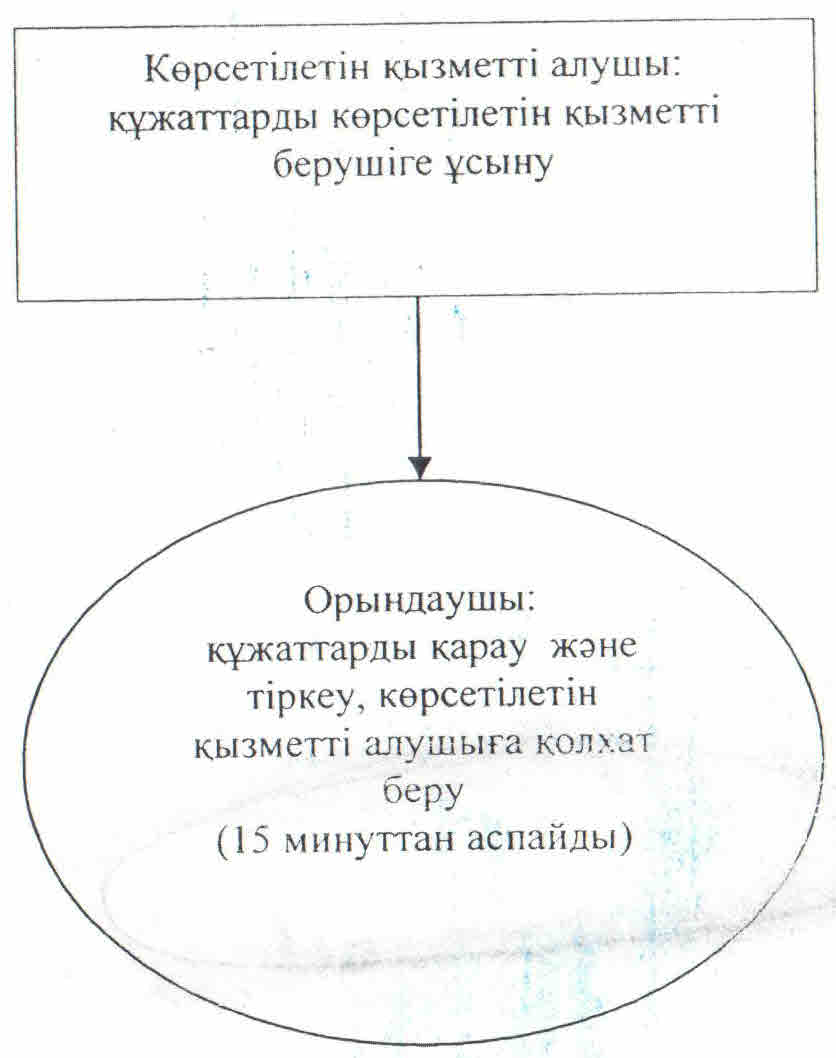 Көрсетілетін қызметті алушы:
құжаттарды көрсетілетін қызметті
берушіге ұсыну
Орындаушы:
құжаттарды қарау және
тіркеу, көрсетілетін
қызметті алушыға қолхат
беру
(15 минуттан аспайды)